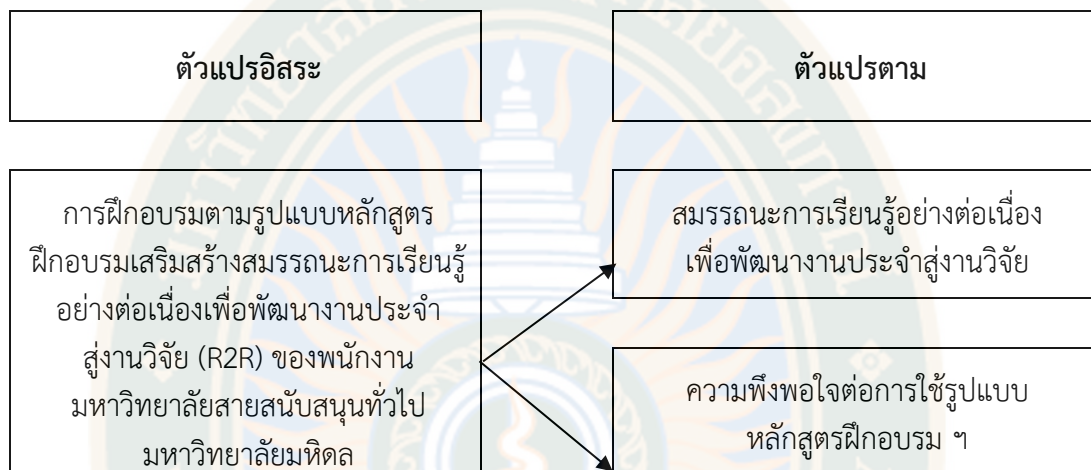 ตัวแปรอิสระ
ตัวแปรตาม
การฝึกอบรมตามรูปแบบหลักสูตร
ฝึกอบรมเสริมสร้างสมรรถนะการเรียนรู้
อย่างต่อเนื่องเพื่อพัฒนางานประจำ
สู่งานวิจัย (R2R) ของพนักงาน
มหาวิทยาลัยสายสนับสนุนทั่วไป
มหาวิทยาลัยมหิดล
สมรรถนะการเรียนรู้อย่างต่อเนื่อง
เพื่อพัฒนางานประจำสู่งานวิจัย
ความพึงพอใจต่อการใช้รูปแบบ
หลักสูตรฝึกอบรม ฯ